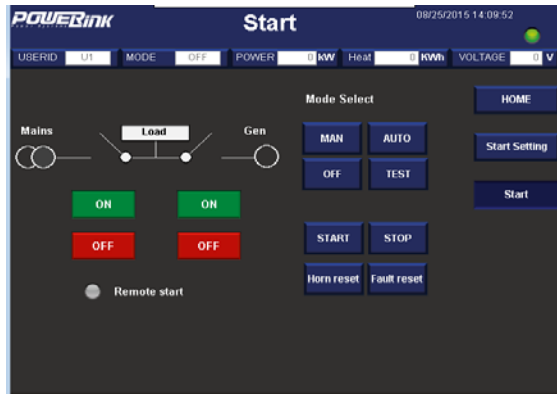 POWERlink Start 08/25/2015 14:09:52
USERID U1 MODE OFF POWER 0 kW Heat 0 KWh VOLTAGE 0 V
Mode Select HOME
Mains Load Gen MAN AUTO Start Setting
OFF TEST
ON ON Start
OFF OFF START STOP
Remote start Horn reset Fault reset